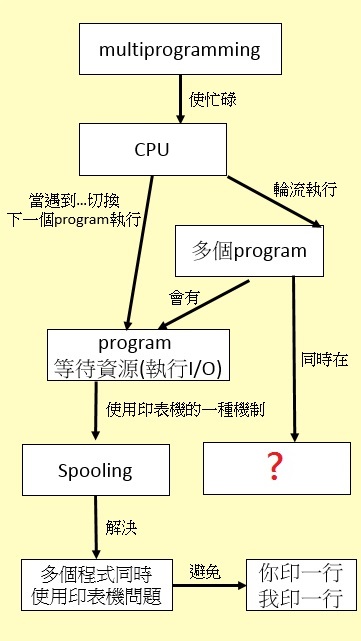 multiprogramming
使忙碌
CPU
當遇到...切換
下一個program執行
輪流執行
多個program
會有
program
等待資源(執行I/O)
同時在
使用印表機的一種機制
Spooling
?
解決
多個程式同時
使用印表機問題
避免
你印一行
我印一行